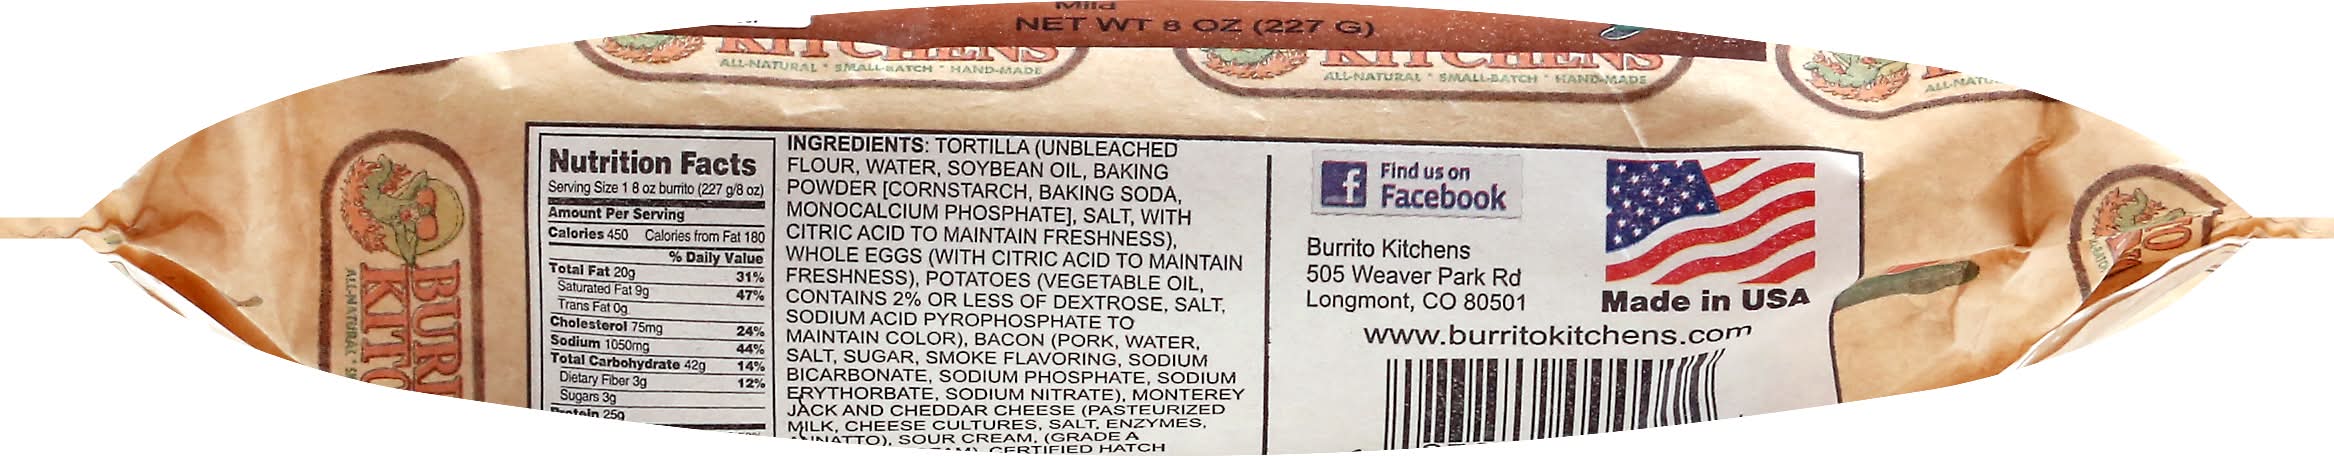 Mild
NET WT 8 OZ (227 G)
KITCHENS
ALL-NATURAL * SMALL-BATCH * HAND-MADE
KITCHENS
ALL-NATURAL * SMALL-BATCH * HAND-MADE
Nutrition Facts
Serving Size 1 8 oz burrito (227 g/8 oz)
Amount Per Serving
Calories 450 Calories from Fat 180
% Daily Value
Total Fat 20g 31%
Saturated Fat 9g 47%
Trans Fat 0g
Cholesterol 75mg 24%
Sodium 1050mg 44%
Total Carbohydrate 42g 14%
Dietary Fiber 3g 12%
Sugars 3g
Protein 25g
INGREDIENTS: TORTILLA (UNBLEACHED
FLOUR, WATER, SOYBEAN OIL, BAKING
POWDER [CORNSTARCH, BAKING SODA,
MONOCALCIUM PHOSPHATE], SALT, WITH
CITRIC ACID TO MAINTAIN FRESHNESS),
WHOLE EGGS (WITH CITRIC ACID TO MAINTAIN
FRESHNESS), POTATOES (VEGETABLE OIL,
CONTAINS 2% OR LESS OF DEXTROSE, SALT,
SODIUM ACID PYROPHOSPHATE TO
MAINTAIN COLOR), BACON (PORK, WATER,
SALT, SUGAR, SMOKE FLAVORING, SODIUM
BICARBONATE, SODIUM PHOSPHATE, SODIUM
ERYTHORBATE, SODIUM NITRATE), MONTEREY
JACK AND CHEDDAR CHEESE (PASTEURIZED
MILK, CHEESE CULTURES, SALT, ENZYMES,
ANNATTO), SOUR CREAM, (GRADE A
CERTIFIED HATCH
Find us on
Facebook
Burrito Kitchens
505 Weaver Park Rd
Longmont, CO 80501
Made in USA
www.burritokitchens.com